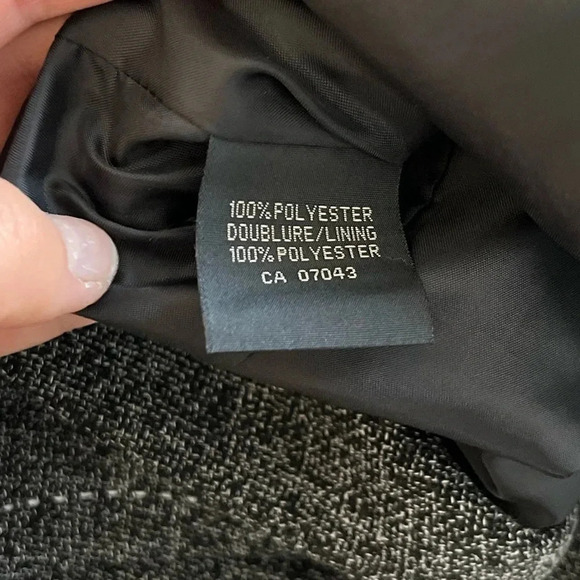 100%POLYESTER
DOUBLURE/LINING
100%POLYESTER
CA 07043